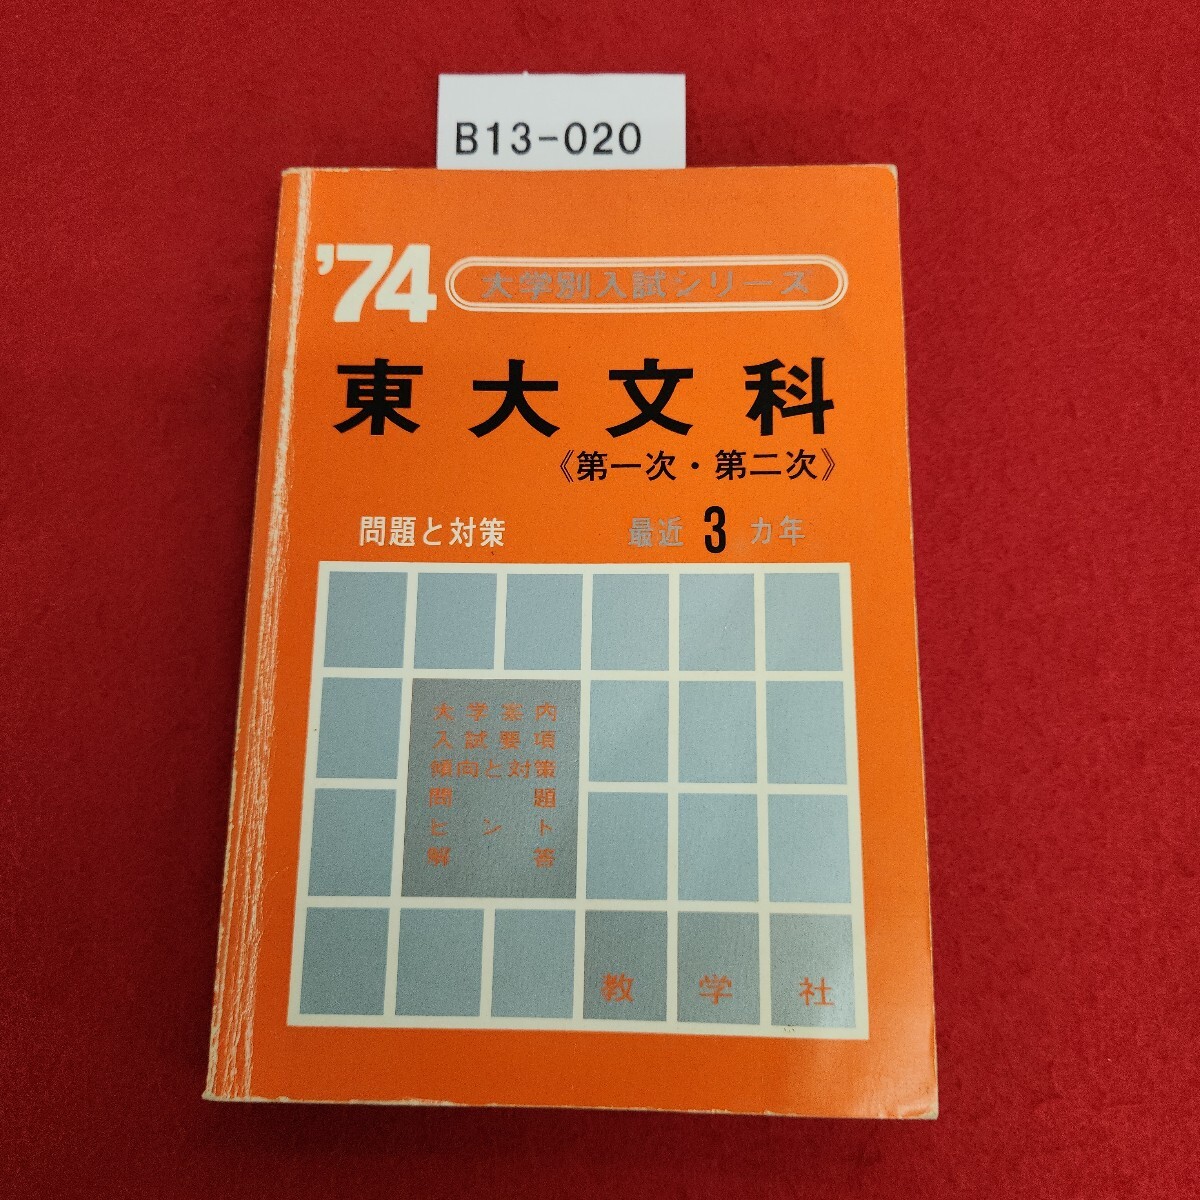 B13-020
'74 大学別入試シリーズ
東大文科
《第一次・第二次》
問題と対策 最近3カ年
大学案内
入試要項
傾向と対策
問題
ヒント
解答
教学社